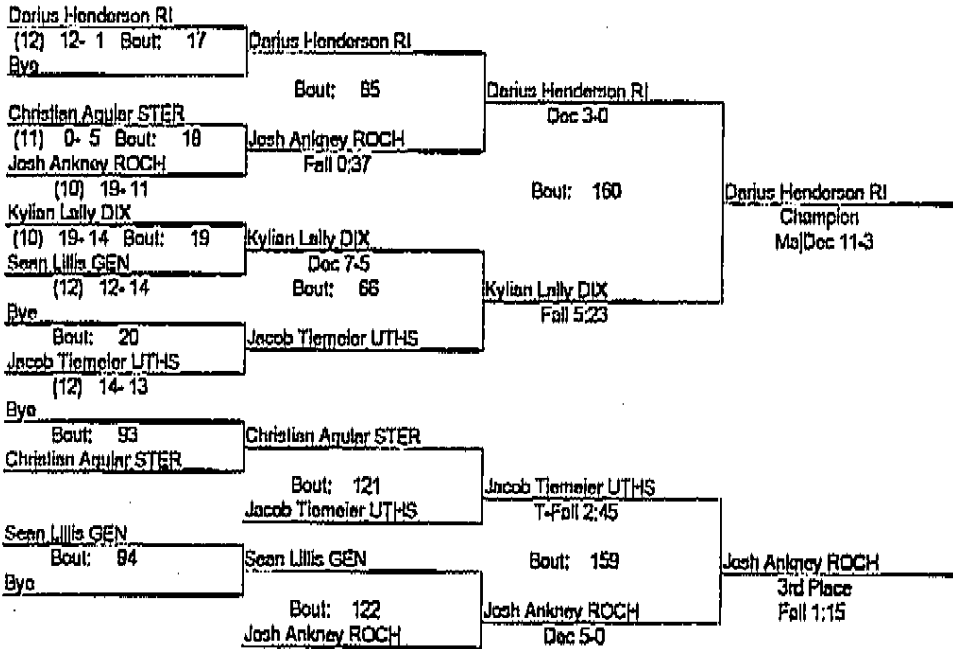 Darius Henderson RI
(12) 12- 1 Bout: 17
Bye
Darius Henderson RI
Bout: 65
Christian Agular STER
(11) 0- 5 Bout: 18
Josh Ankney ROCH
(10) 19- 11
Josh Ankney ROCH
Fall 0:37
Darius Henderson RI
Dec 3-0
Kylian Lally DIX
(10) 19- 14 Bout: 19
Sean Lillis GEN
(12) 12- 14
Kylian Lally DIX
Dec 7-5
Bout: 66
Bye
Bout: 20
Jacob Tiemeier UTHS
(12) 14- 13
Jacob Tiemeier UTHS
Kylian Lally DIX
Fall 5:23
Bout: 160
Darius Henderson RI
Champion
MajDec 11-3
Bye
Bout: 93
Christian Agular STER
Christian Agular STER
Bout: 121
Jacob Tiemeier UTHS
Jacob Tiemeier UTHS
T-Fall 2:45
Sean Lillis GEN
Bout: 94
Bye
Sean Lillis GEN
Bout: 122
Josh Ankney ROCH
Josh Ankney ROCH
Dec 5-0
Bout: 159
Josh Ankney ROCH
3rd Place
Fall 1:15